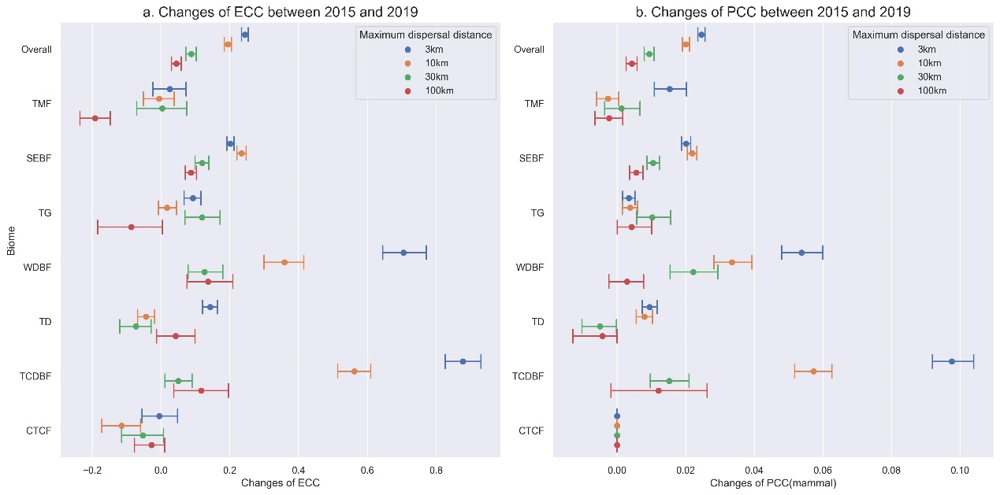 a. Changes of ECC between 2015 and 2019
Maximum dispersal distance
3km
10km
30km
100km
Biome
Overall
TMF
SEBF
TG
WDBF
TD
TCDBF
CTCF
−0.2 0.0 0.2 0.4 0.6 0.8
Changes of ECC
b. Changes of PCC between 2015 and 2019
Maximum dispersal distance
3km
10km
30km
100km
Overall
TMF
SEBF
TG
WDBF
TD
TCDBF
CTCF
0.00 0.02 0.04 0.06 0.08 0.10
Changes of PCC(mammal)